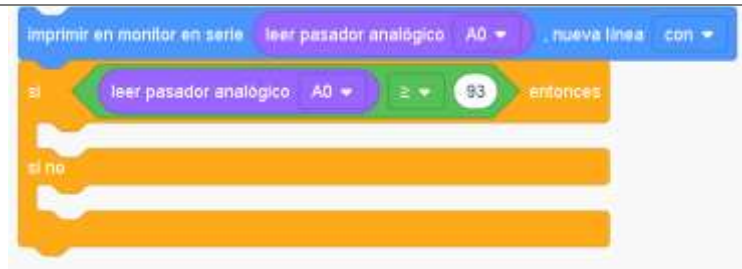 imprimir en monitor en serie leer pasador analógico A0 , nueva línea con
si leer pasador analógico A0 ≥ 93 entonces
si no